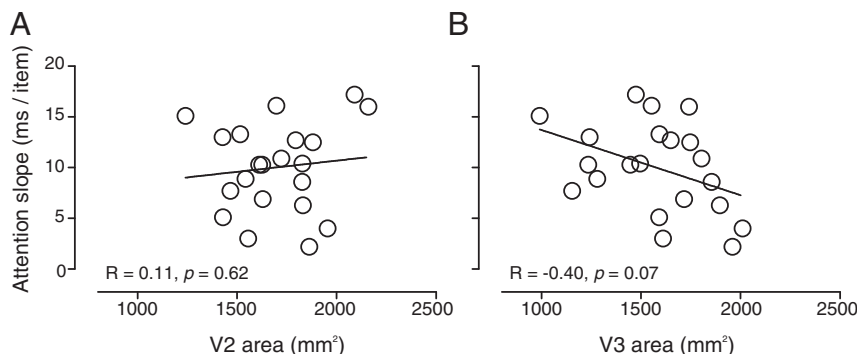 A B
Attention slope (ms / item)
20
15
10
5
0
R = 0.11, p = 0.62
R = -0.40, p = 0.07
1000 1500 2000 2500 1000 1500 2000 2500
V2 area (mm²) V3 area (mm²)